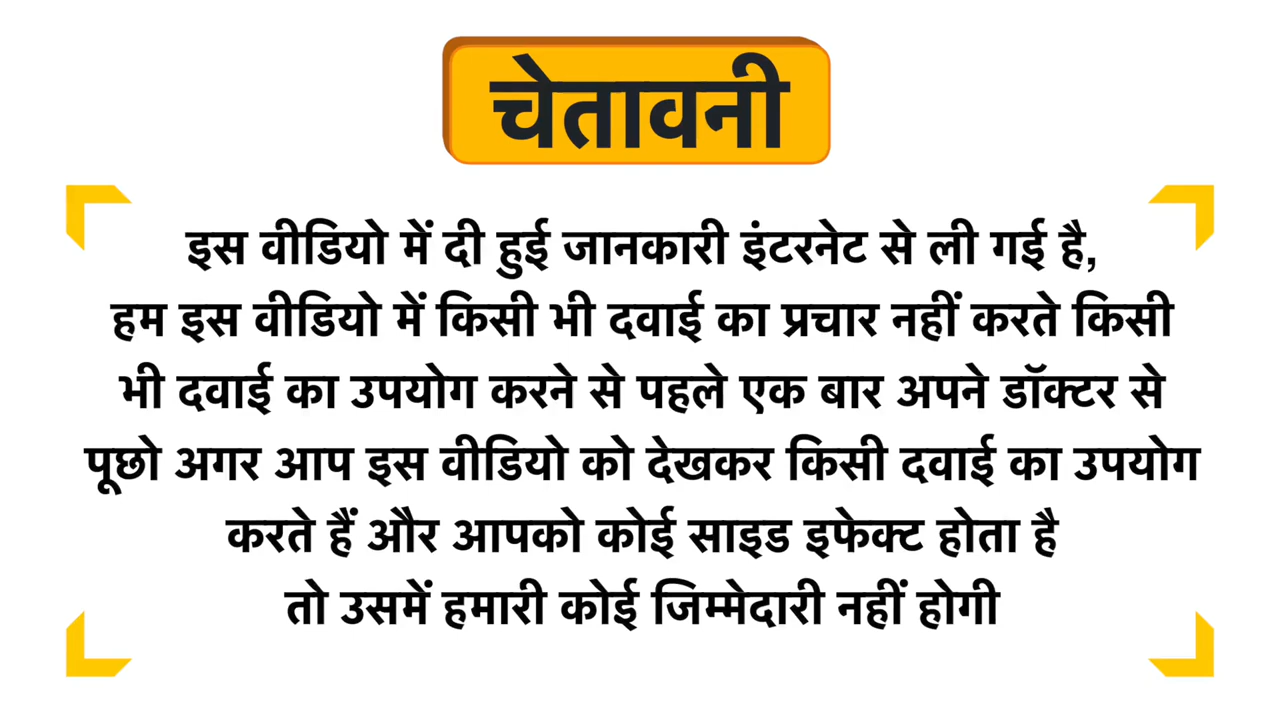 चेतावनी
इस वीडियो में दी हुई जानकारी इंटरनेट से ली गई है,
हम इस वीडियो में किसी भी दवाई का प्रचार नहीं करते किसी
भी दवाई का उपयोग करने से पहले एक बार अपने डॉक्टर से
पूछो अगर आप इस वीडियो को देखकर किसी दवाई का उपयोग
करते हैं और आपको कोई साइड इफेक्ट होता है
तो उसमें हमारी कोई जिम्मेदारी नहीं होगी